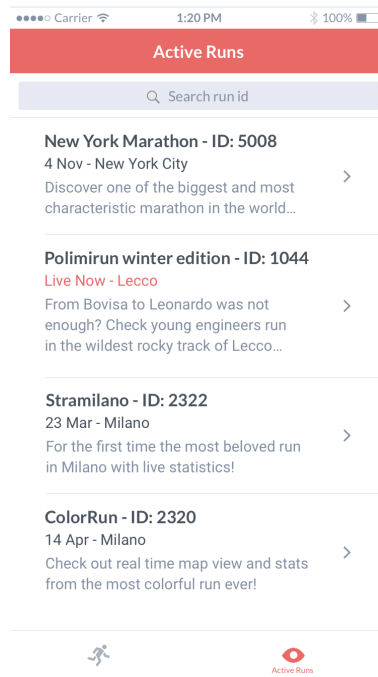 Carrier 1:20 PM 100%
Active Runs
Search run id
New York Marathon - ID: 5008
4 Nov - New York City
Discover one of the biggest and most
characteristic marathon in the world...
Polimirun winter edition - ID: 1044
Live Now - Lecco
From Bovisa to Leonardo was not
enough? Check young engineers run
in the wildest rocky track of Lecco...
Stramilano - ID: 2322
23 Mar - Milano
For the first time the most beloved run
in Milano with live statistics!
ColorRun - ID: 2320
14 Apr - Milano
Check out real time map view and stats
from the most colorful run ever!
Active Runs